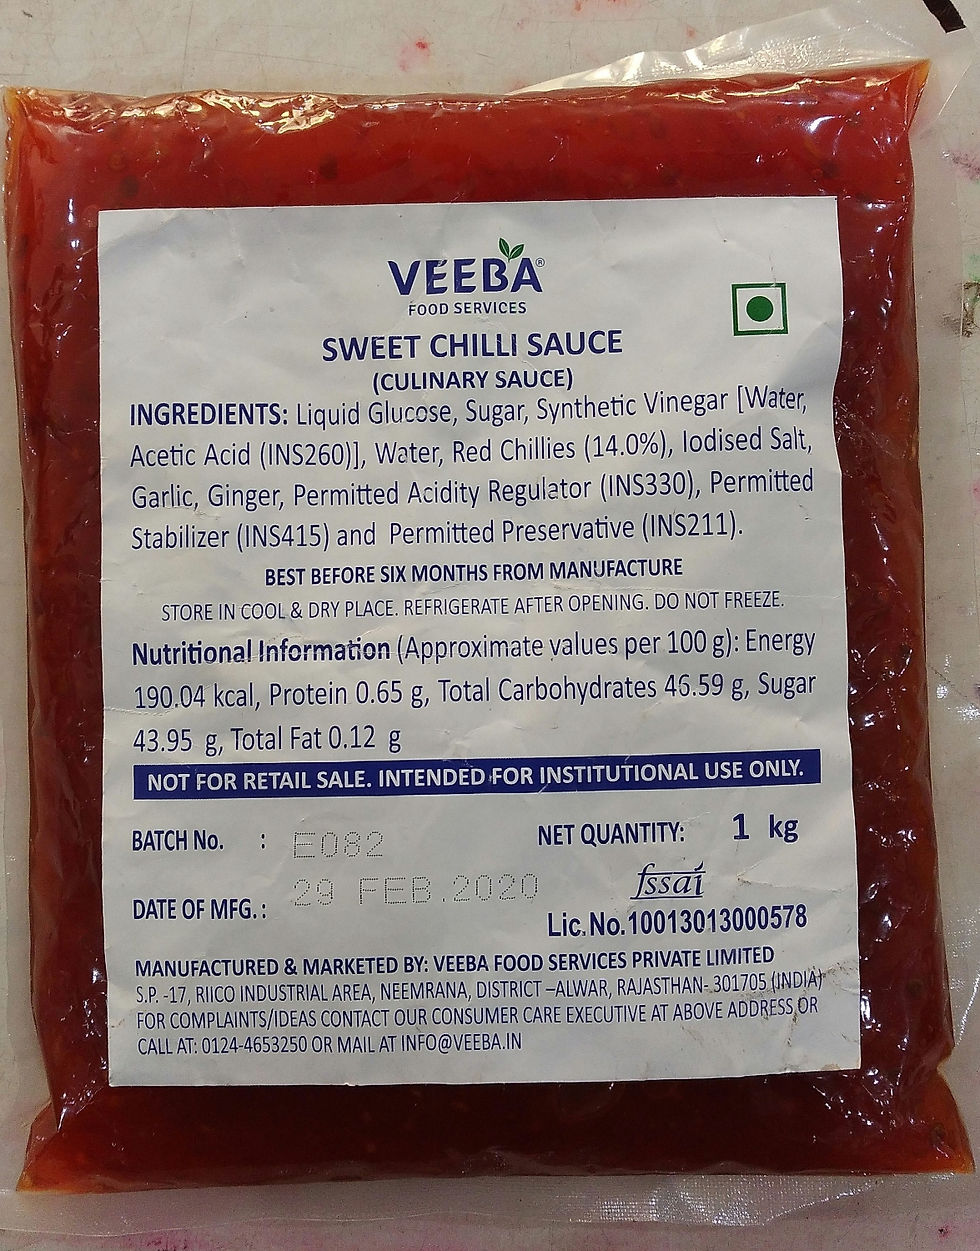 VEEBA®
FOOD SERVICES
SWEET CHILLI SAUCE
(CULINARY SAUCE)
INGREDIENTS: Liquid Glucose, Sugar, Synthetic Vinegar [Water,
Acetic Acid (INS260)], Water, Red Chillies (14.0%), Iodised Salt,
Garlic, Ginger, Permitted Acidity Regulator (INS330), Permitted
Stabilizer (INS415) and Permitted Preservative (INS211).
BEST BEFORE SIX MONTHS FROM MANUFACTURE
STORE IN COOL & DRY PLACE. REFRIGERATE AFTER OPENING. DO NOT FREEZE.
Nutritional Information (Approximate values per 100 g): Energy
190.04 kcal, Protein 0.65 g, Total Carbohydrates 46.59 g, Sugar
43.95 g, Total Fat 0.12 g
NOT FOR RETAIL SALE. INTENDED FOR INSTITUTIONAL USE ONLY.
BATCH No. : E082
NET QUANTITY: 1 kg
DATE OF MFG. : 29 FEB.2020
fssai
Lic.No.10013013000578
MANUFACTURED & MARKETED BY: VEEBA FOOD SERVICES PRIVATE LIMITED
S.P. -17, RIICO INDUSTRIAL AREA, NEEMRANA, DISTRICT –ALWAR, RAJASTHAN- 301705 (INDIA)
FOR COMPLAINTS/IDEAS CONTACT OUR CONSUMER CARE EXECUTIVE AT ABOVE ADDRESS OR
CALL AT: 0124-4653250 OR MAIL AT INFO@VEEBA.IN